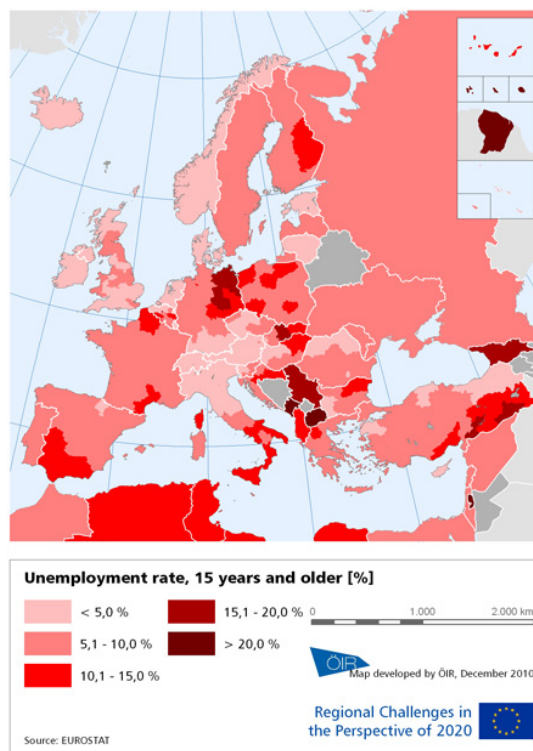 Unemployment rate, 15 years and older [%]
< 5,0 %
15,1 - 20,0 %
0 1.000 2.000 km
5,1 - 10,0 %
> 20,0 %
10,1 - 15,0 %
ÖIR
Map developed by ÖIR, December 2010
Regional Challenges in
the Perspective of 2020
Source: EUROSTAT